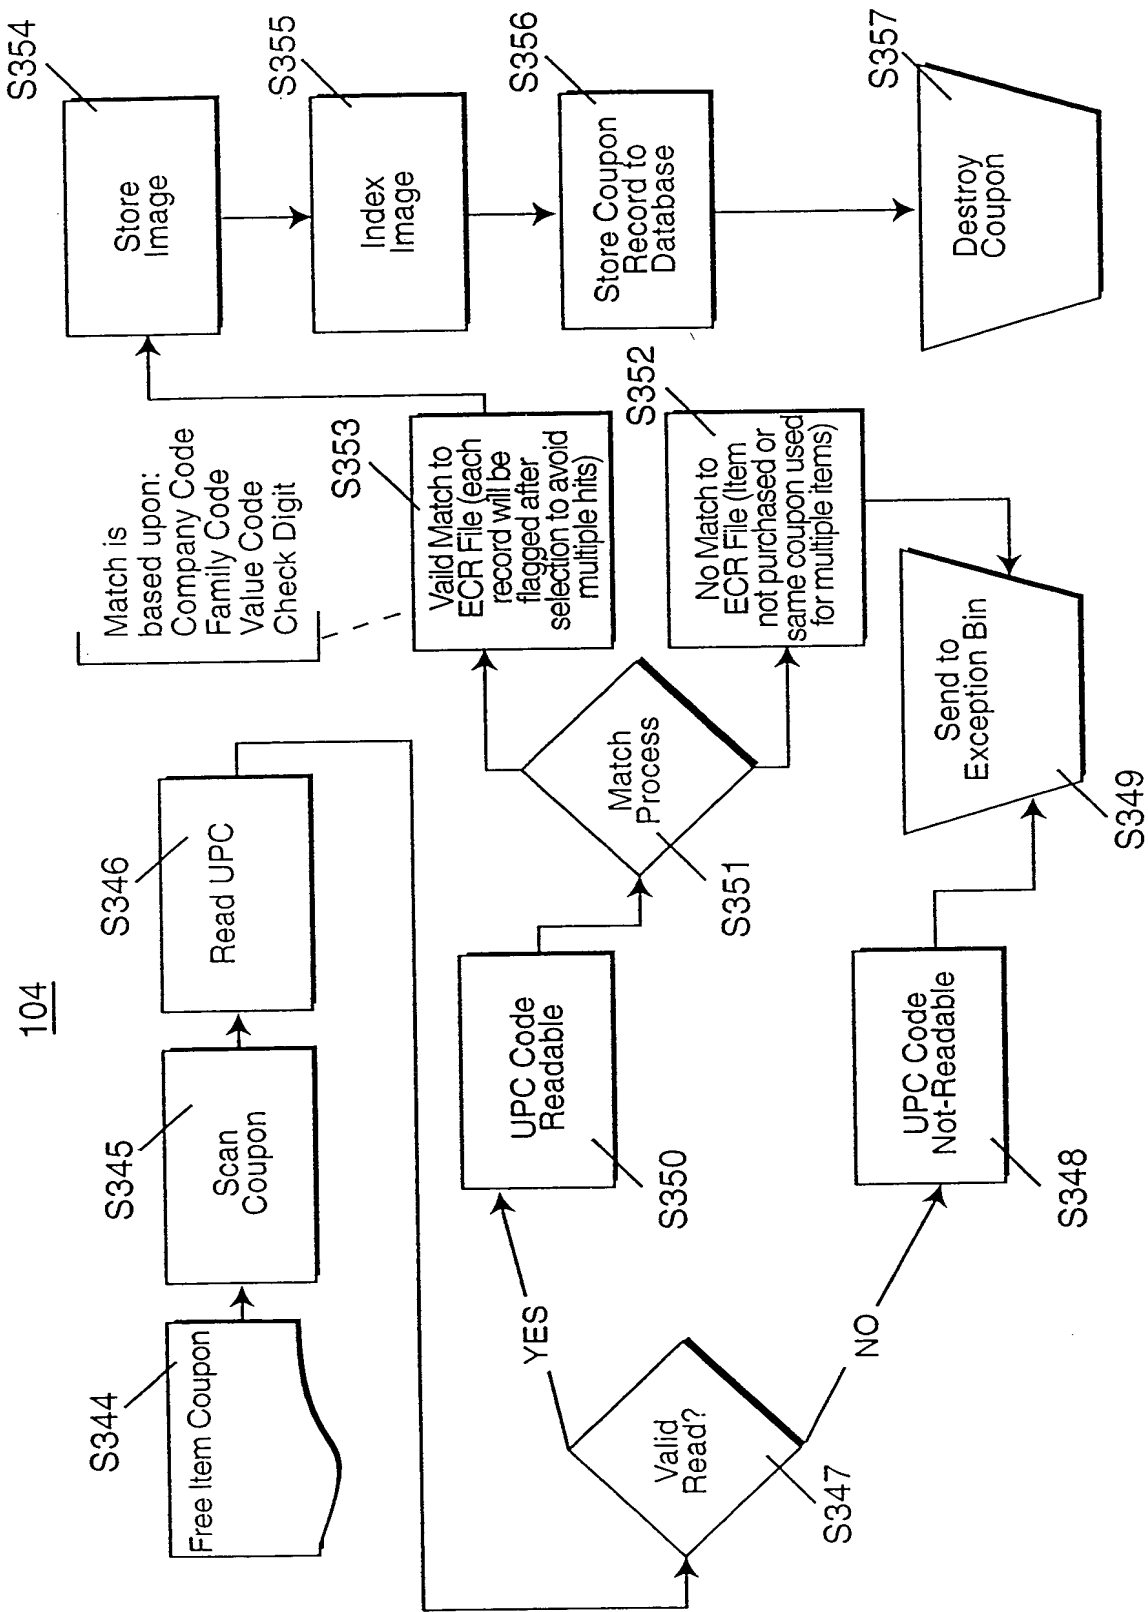 104
S344
Free Item Coupon
S345
Scan
Coupon
S346
Read UPC
Match is
based upon:
Company Code
Family Code
Value Code
Check Digit
S354
Store
Image
S355
Index
Image
S356
Store Coupon
Record to
Database
S357
Destroy
Coupon
S353
Vaild Match to
ECR File (each
record will be
flagged after
selection to avoid
multiple hits)
S352
No Match to
ECR File (Item
not purchased or
same coupon used
for multiple items)
Match
Process
S351
UPC Code
Readable
S350
YES
Valid
Read?
S347
NO
UPC Code
Not-Readable
S348
Send to
Exception Bin
S349